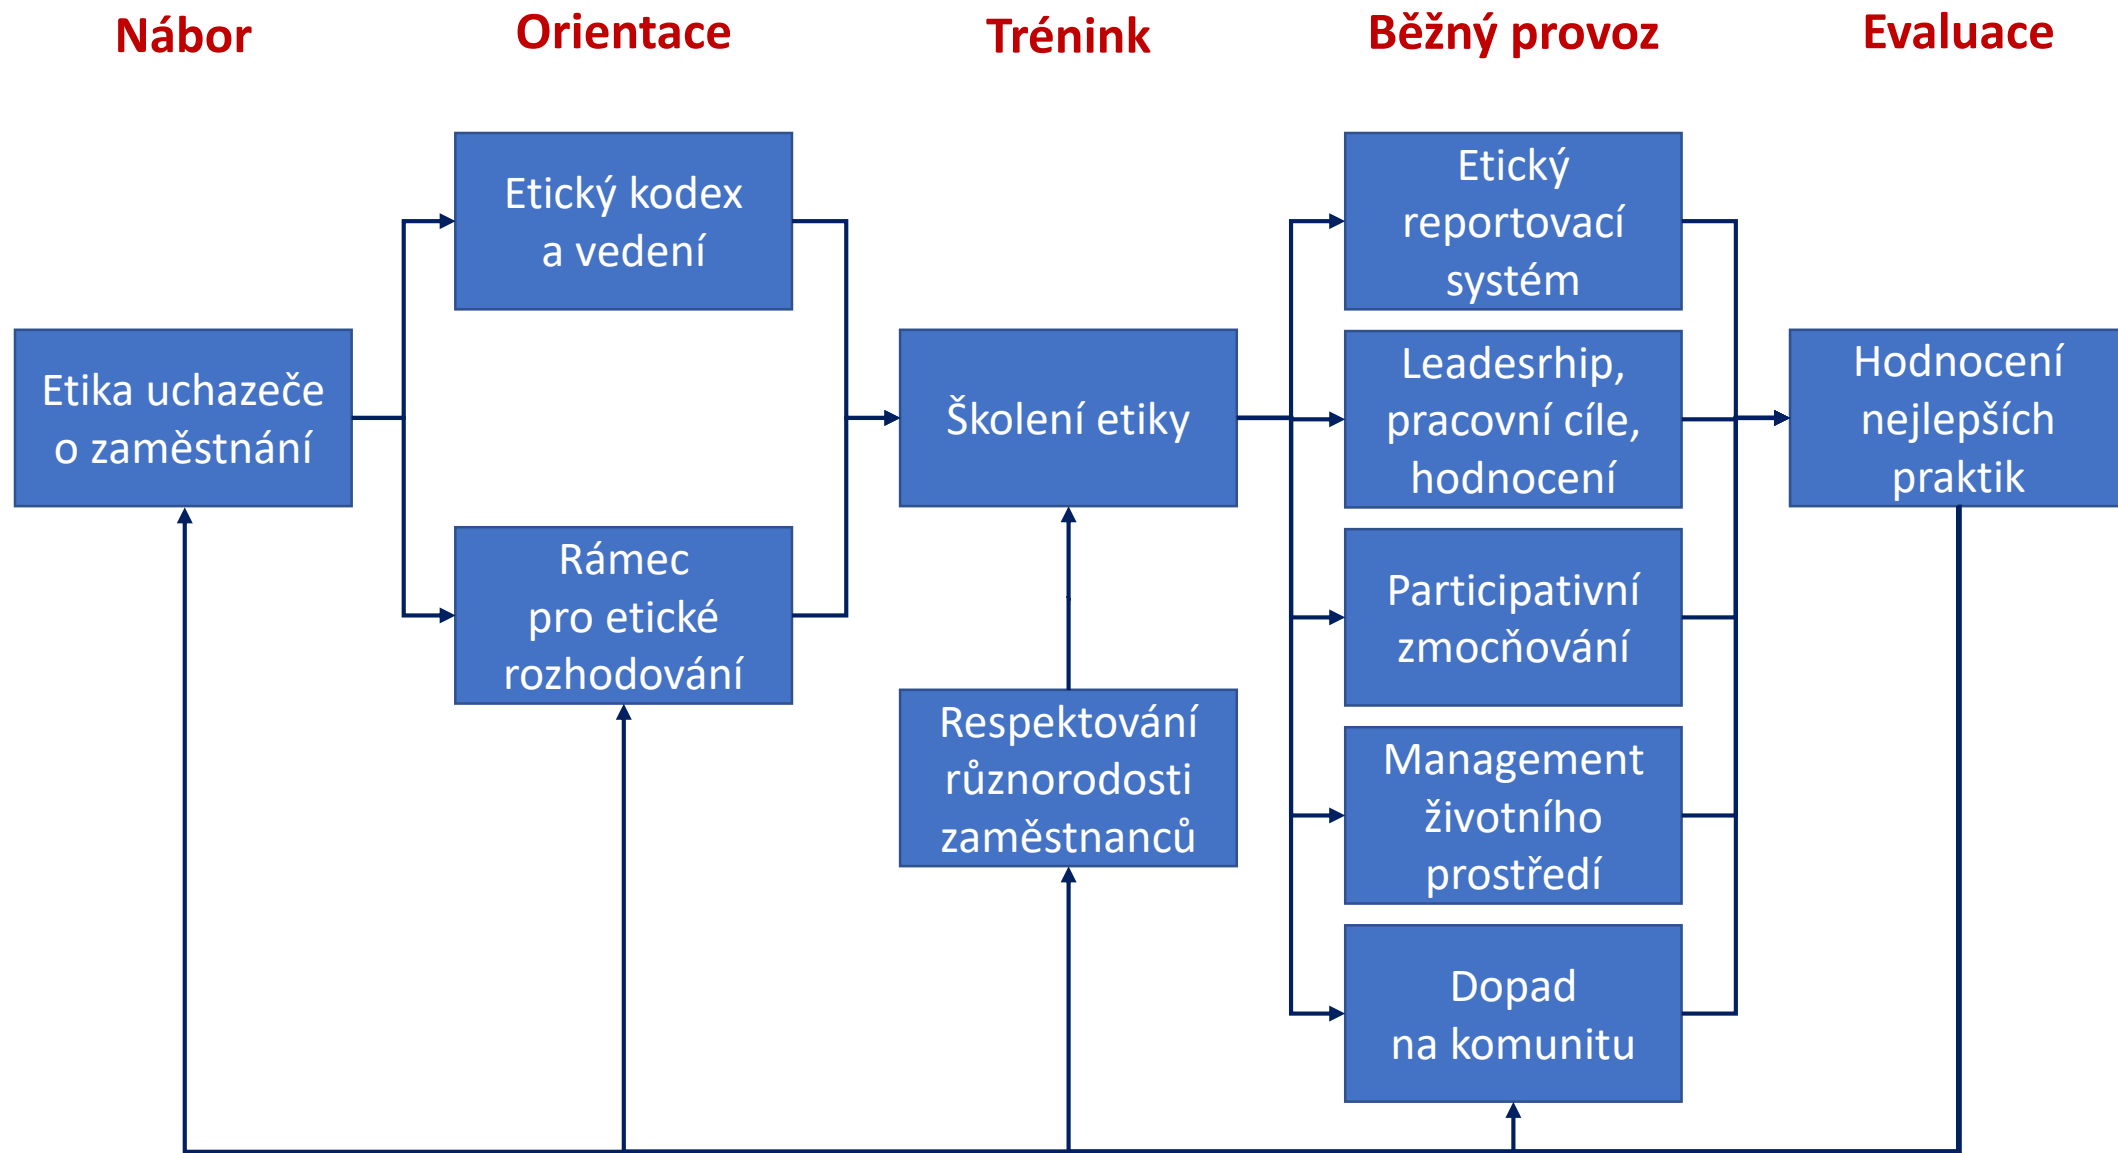 Nábor
Orientace
Trénink
Běžný provoz
Evaluace
Etika uchazeče
o zaměstnání
Etický kodex
a vedení
Rámec
pro etické
rozhodování
Školení etiky
Respektování
různorodosti
zaměstnanců
Etický
reportovací
systém
Leadesrhip,
pracovní cíle,
hodnocení
Participativní
zmocňování
Management
životního
prostředí
Dopad
na komunitu
Hodnocení
nejlepších
praktik